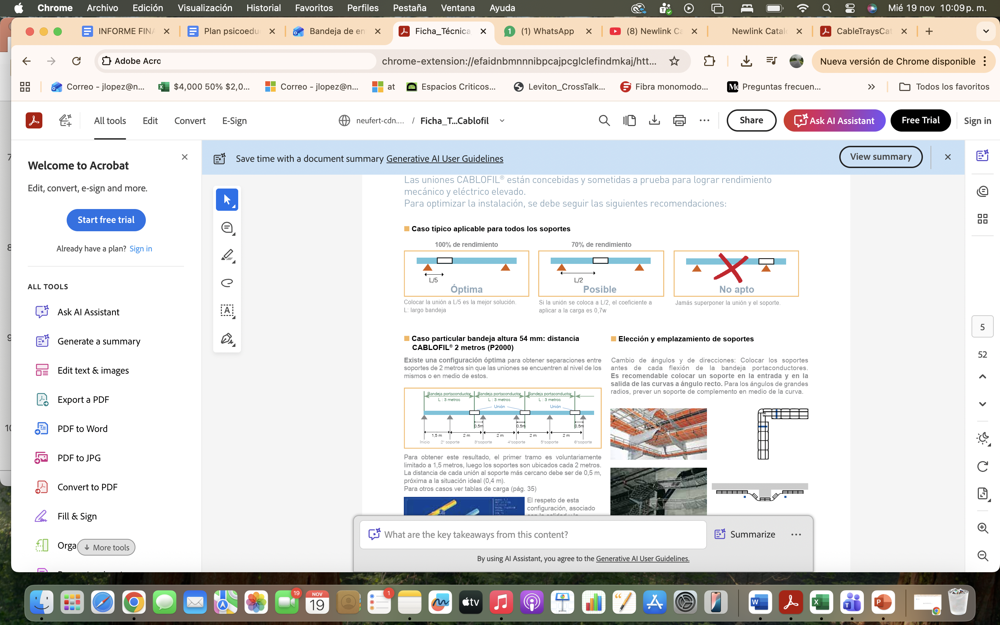 Chrome Archivo Edición Visualización Historial Favoritos Perfiles Pestaña Ventana Ayuda Mié 19 nov 10:09 p. m.
INFORME FIN Plan psicoedu Bandeja de en Ficha_Técnica (1) WhatsApp (8) Newlink Ca Newlink Catal CableTraysCat
Adobe Acro chrome-extension://efaidnbmnnnibpcajpcglclefindmkaj/htt... Nueva versión de Chrome disponible
Correo - jlopez@n... $4,000 50% $2,0... Correo - jlopez@n... at Espacios Criticos... Leviton_CrossTalk... Fibra monomodo... Preguntas frecuen... Todos los favoritos
All tools Edit Convert E-Sign neufert-cdn.... / Ficha_T...Cablofil Share Ask AI Assistant Free Trial Sign in
Welcome to Acrobat
Edit, convert, e-sign and more.
Start free trial
Already have a plan? Sign in
ALL TOOLS
Ask AI Assistant
Generate a summary
Edit text & images
Export a PDF
PDF to Word
PDF to JPG
Convert to PDF
Fill & Sign
Orga
More tools
Save time with a document summary Generative AI User Guidelines View summary
Las uniones CABLOFIL® están concebidas y sometidas a prueba para lograr rendimiento
mecánico y eléctrico elevado.
Para optimizar la instalación, se debe seguir las siguientes recomendaciones:
Caso típico aplicable para todos los soportes
100% de rendimiento 70% de rendimiento
L/5 L/2
Óptima Posible No apto
Colocar la unión a L/5 es la mejor solución.
L: largo bandeja
Si la unión se coloca a L/2, el coeficiente a
aplicar a la carga es 0,7w
Jamás superponer la unión y el soporte.
Caso particular bandeja altura 54 mm: distancia
CABLOFIL® 2 metros (P2000)
Existe una configuración óptima para obtener separaciones entre
soportes de 2 metros sin que las uniones se encuentren al nivel de los
mismos o en medio de estos.
Bandeja portaconductor Bandeja portaconductor Bandeja portaconductor
L : 3 metros L : 3 metros L : 3 metros
Unión Unión
0,5m 0,5m 0,5m
1,5 m 2 m 2 m 2 m 2 m
Inicio 2° soporte 3°soporte 4°soporte 5°soporte 6°soporte
Para obtener este resultado, el primer tramo es voluntariamente
limitado a 1,5 metros, luego los soportes son ubicados cada 2 metros.
La distancia de cada unión al soporte más cercano debe ser de 0,5 m,
próxima a la situación ideal (0,4 m).
Para otros casos ver tablas de carga (pág. 35)
El respeto de esta
configuración, asociado
Elección y emplazamiento de soportes
Cambio de ángulos y de direcciones: Colocar los soportes
antes de cada flexión de la bandeja portaconductores.
Es recomendable colocar un soporte en la entrada y en la
salida de las curvas a ángulo recto. Para los ángulos de grandes
radios, prever un soporte de complemento en medio de la curva.
What are the key takeaways from this content? Summarize
By using AI Assistant, you agree to the Generative AI User Guidelines.
5
52
19
NOV
19
1
tv